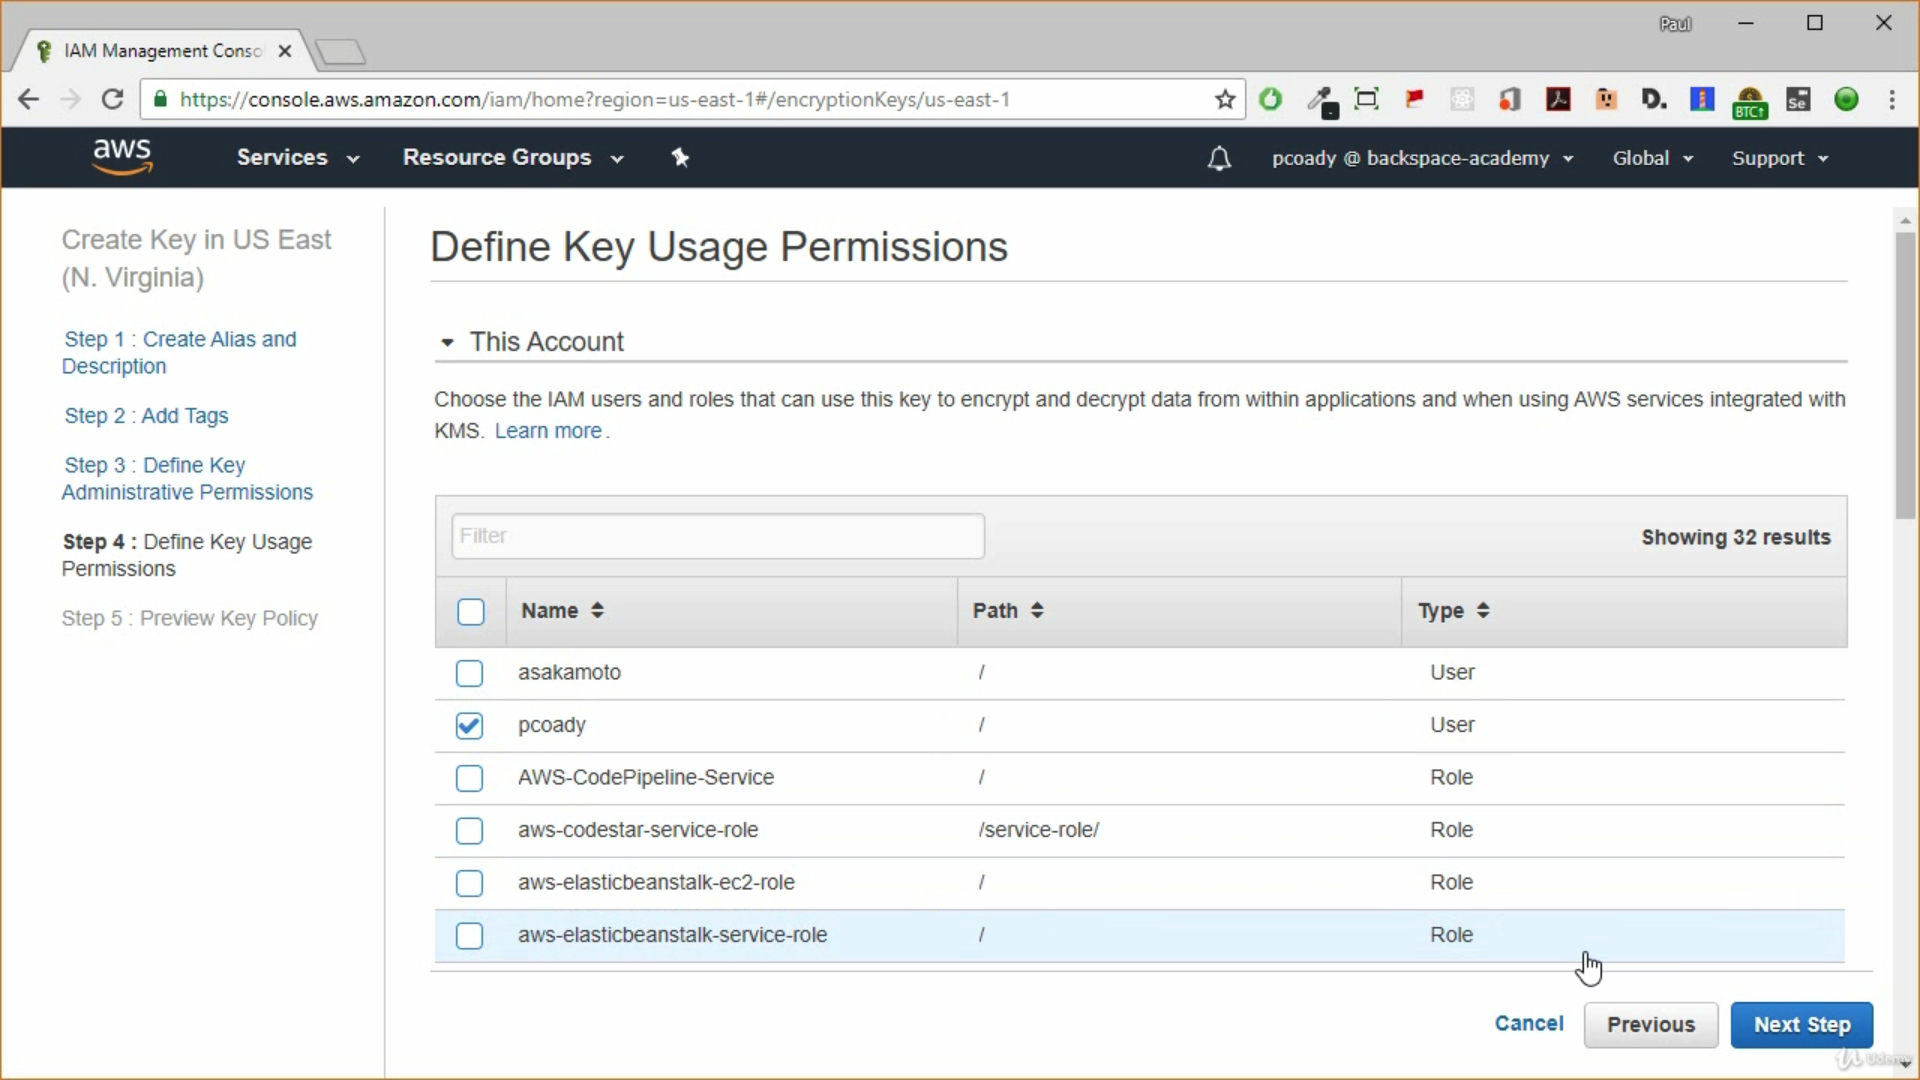 Paul
IAM Management Conso
https://console.aws.amazon.com/iam/home?region=us-east-1#/encryptionKeys/us-east-1
D.
BTC↑
Se
aws
Services
Resource Groups
pcoady @ backspace-academy
Global
Support
Create Key in US East
(N. Virginia)
Step 1 : Create Alias and
Description
Step 2 : Add Tags
Step 3 : Define Key
Administrative Permissions
Step 4 : Define Key Usage
Permissions
Step 5 : Preview Key Policy
Define Key Usage Permissions
This Account
Choose the IAM users and roles that can use this key to encrypt and decrypt data from within applications and when using AWS services integrated with
KMS. Learn more.
Filter
Showing 32 results
Name Path Type
asakamoto / User
pcoady / User
AWS-CodePipeline-Service / Role
aws-codestar-service-role /service-role/ Role
aws-elasticbeanstalk-ec2-role / Role
aws-elasticbeanstalk-service-role / Role
Cancel Previous Next Step
Udemy